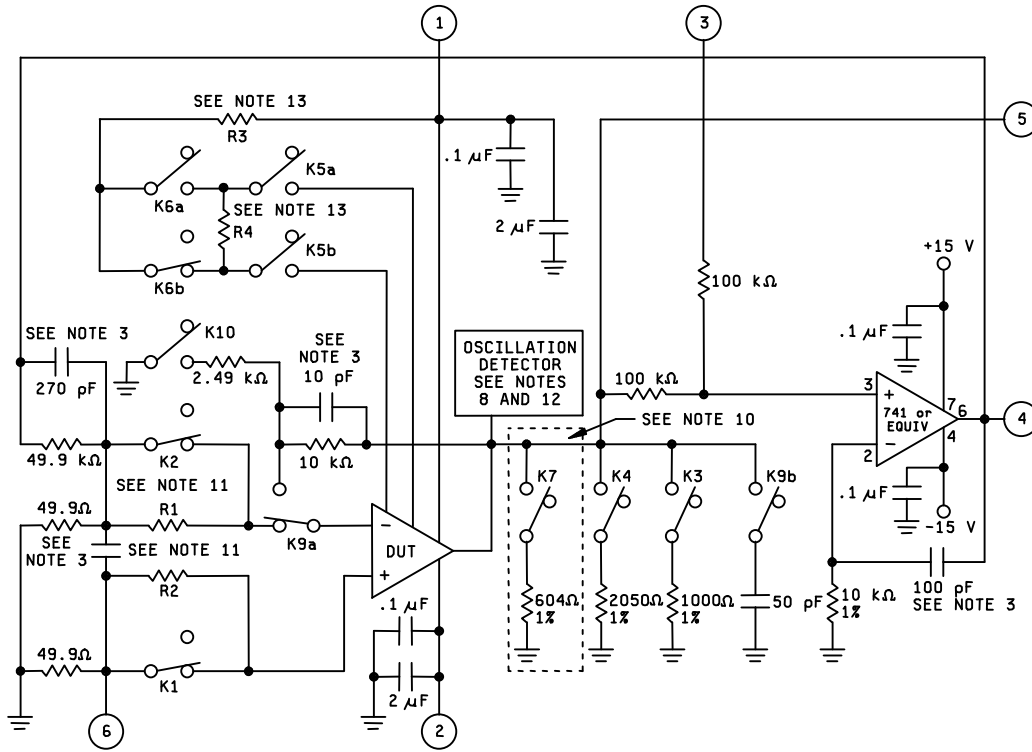 1
3
SEE NOTE 13
R3
5
.1 µF
K5a
K6a
SEE NOTE 13
R4
2 µF
K5b
K6b
+15 V
100 kΩ
SEE NOTE 3
K10
SEE
NOTE 3
10 pF
OSCILLATION
DETECTOR
SEE NOTES
8 AND 12
.1 µF
270 pF
2.49 kΩ
100 kΩ
3
+
7
741 or
EQUIV
6
4
SEE NOTE 10
4
2
−
49.9 kΩ
K2
10 kΩ
K7
K4
K3
K9b
SEE NOTE 11
.1 µF
49.9Ω
R1
-15 V
SEE
NOTE 3
SEE NOTE 11
K9a
−
DUT
+
R2
.1 µF
604Ω
1%
2050Ω
1%
1000Ω
1%
50 pF
10 kΩ
1%
100 pF
SEE NOTE 3
49.9Ω
K1
2 µF
6
2